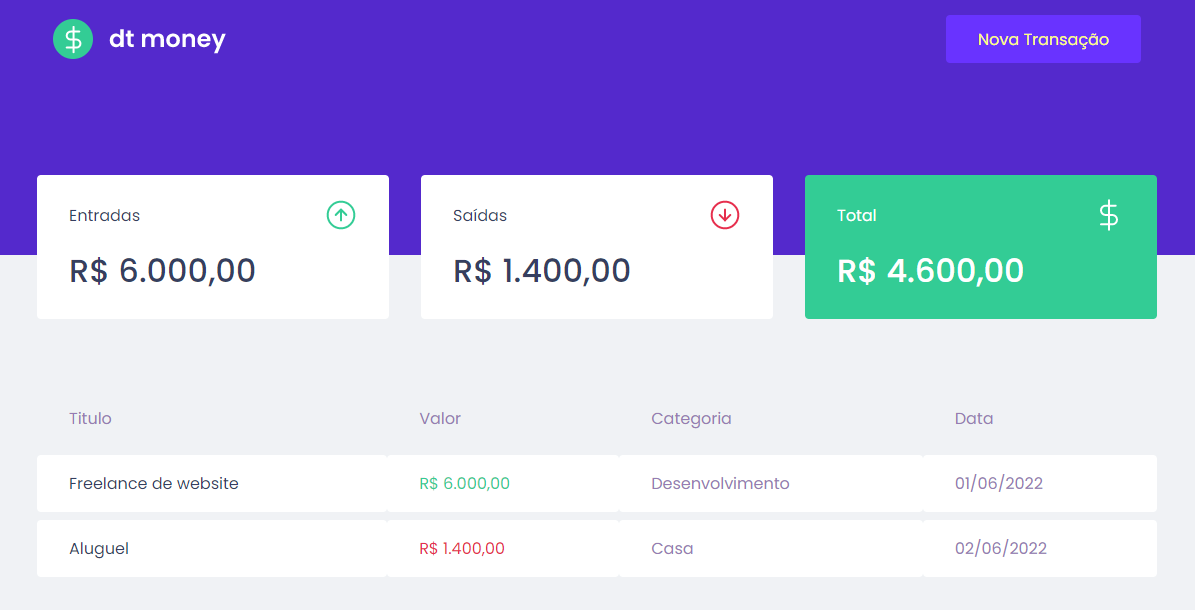 dt money
Nova Transação
Entradas
R$ 6.000,00
Saídas
R$ 1.400,00
Total
R$ 4.600,00
Titulo Valor Categoria Data
Freelance de website R$ 6.000,00 Desenvolvimento 01/06/2022
Aluguel R$ 1.400,00 Casa 02/06/2022